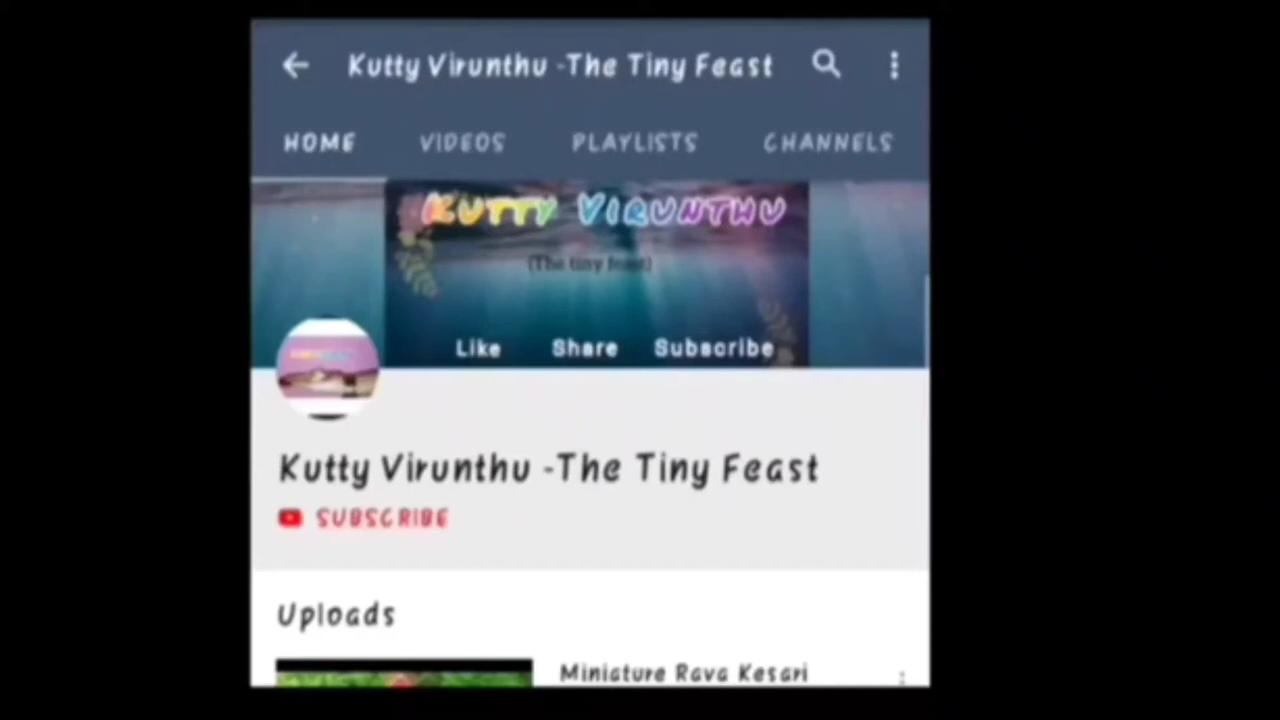 Kutty Virunthu -The Tiny Feast
HOME VIDEOS PLAYLISTS CHANNELS
KUTTY VIRUNTHU
(The tiny feast)
Like Share Subscribe
Kutty Virunthu -The Tiny Feast
SUBSCRIBE
Uploads
Miniature Rava Kesari